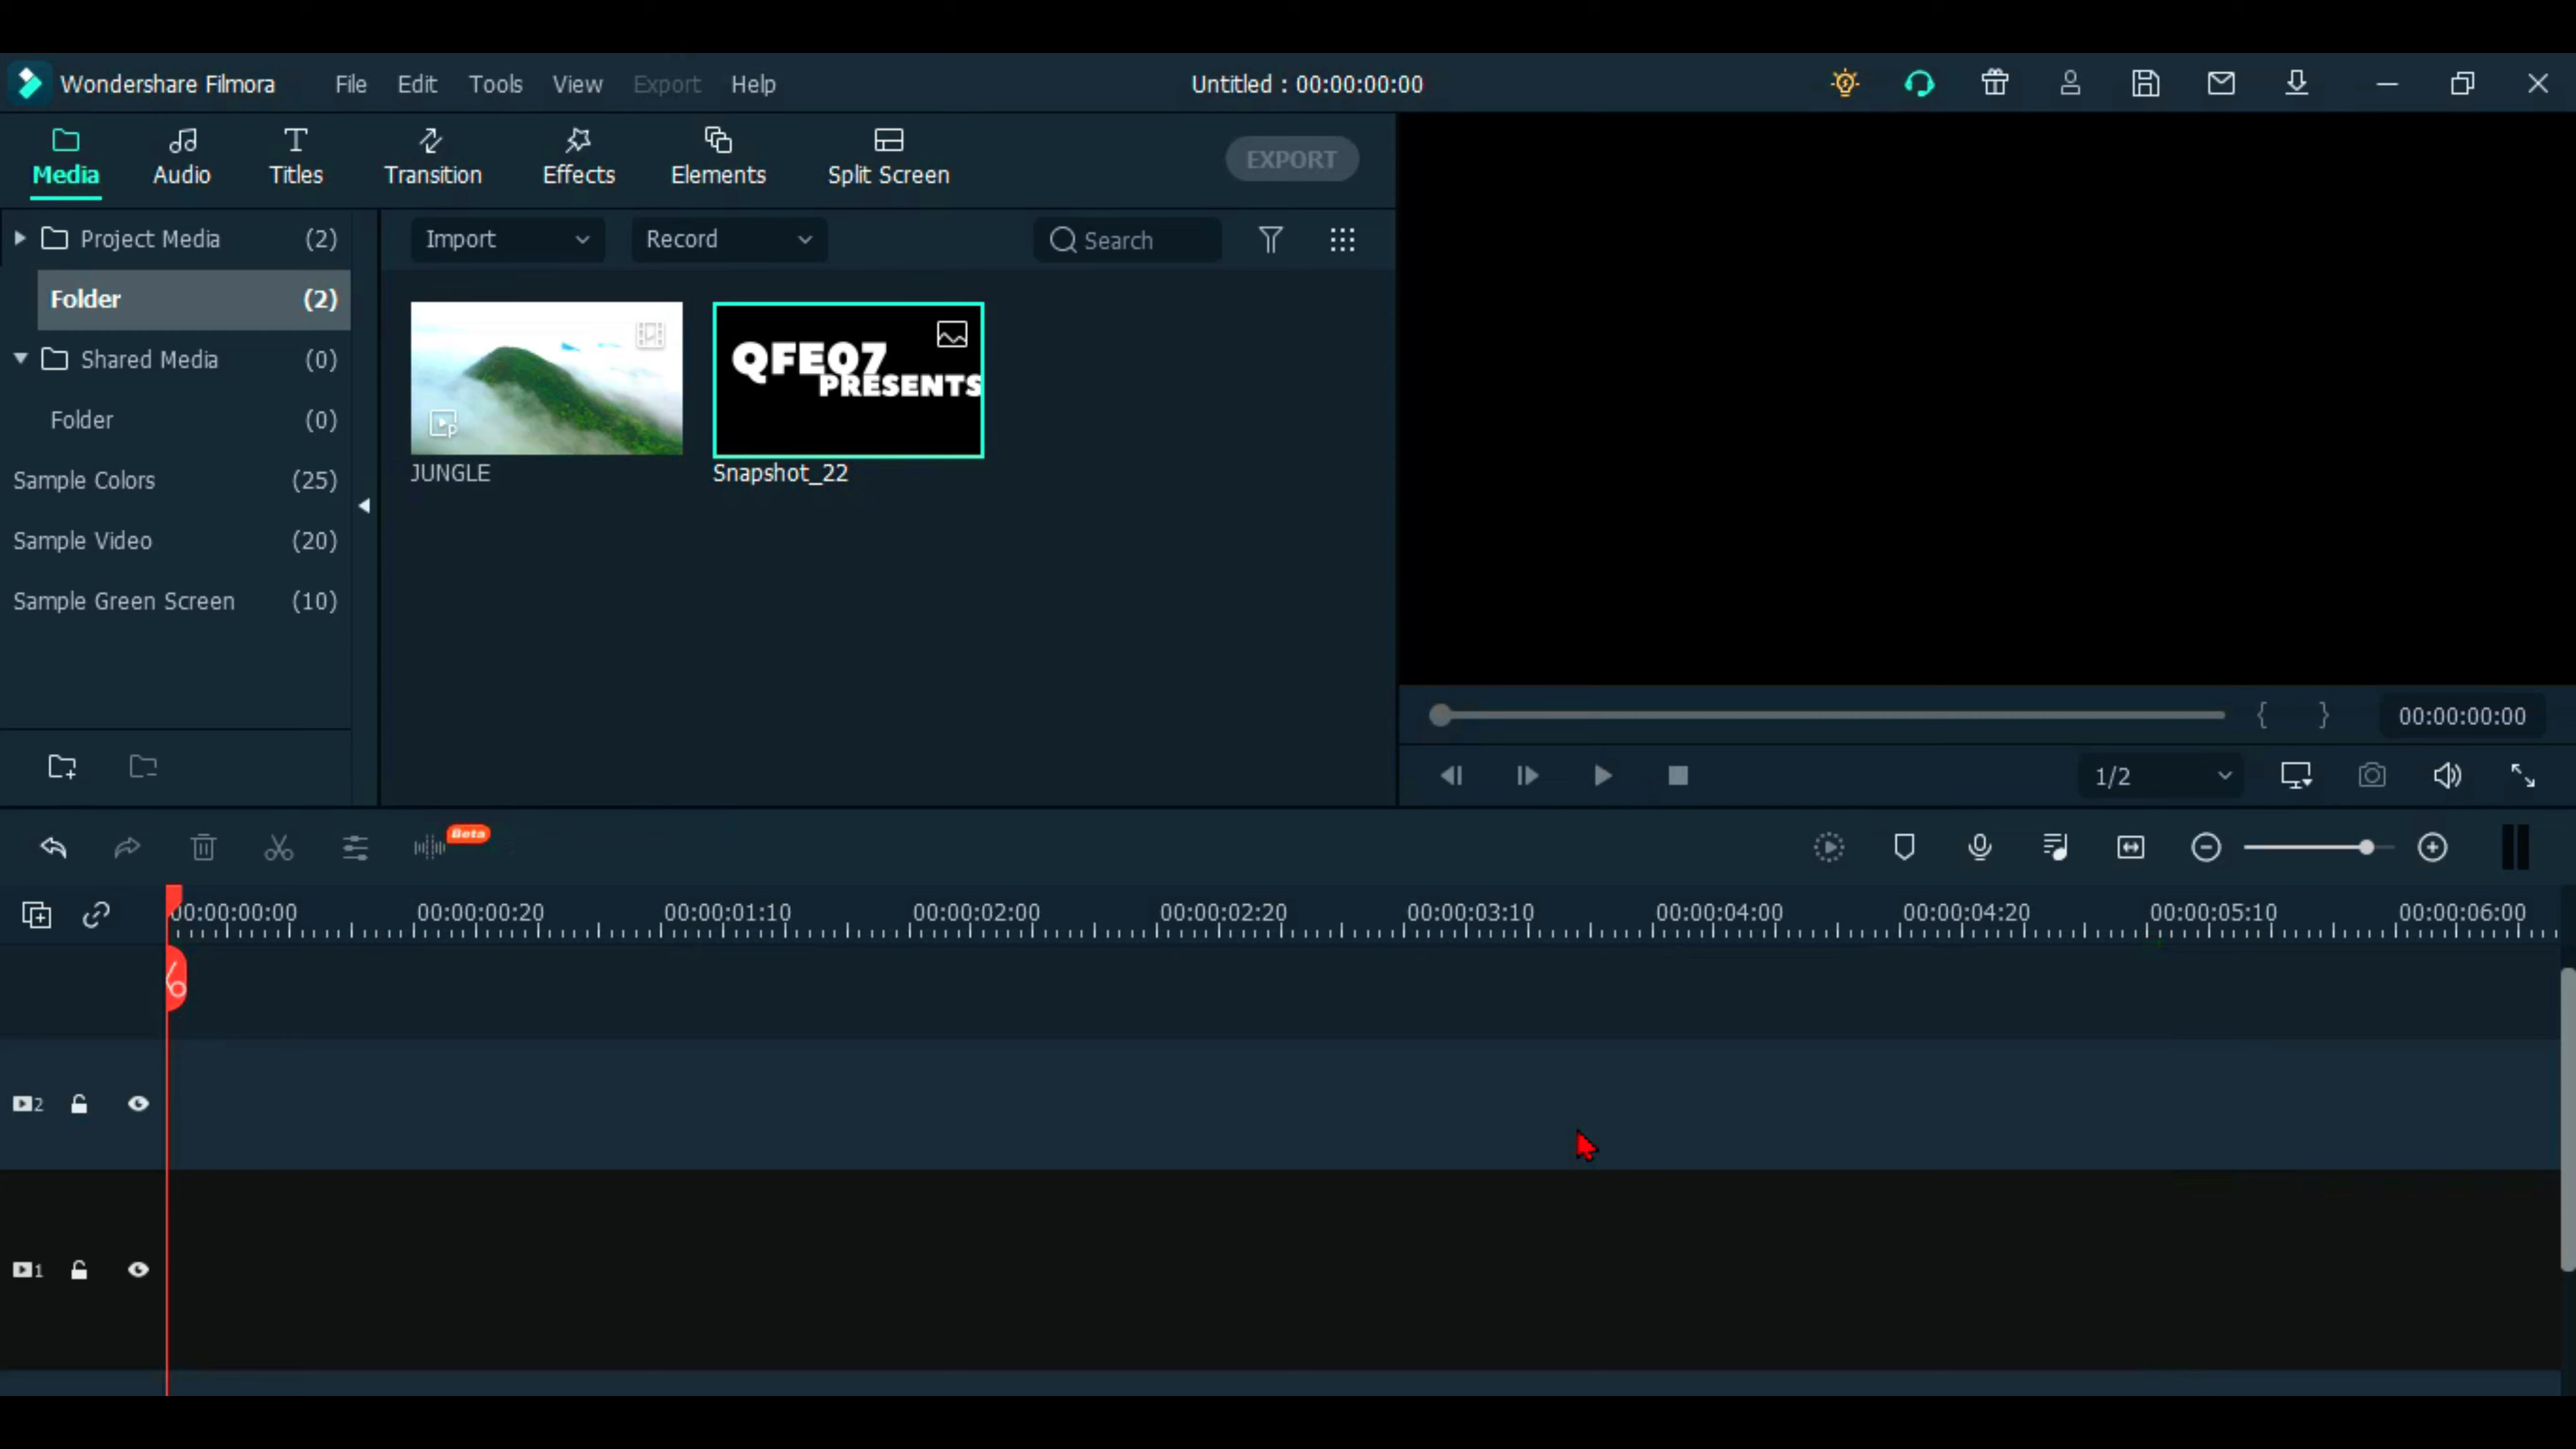 Wondershare Filmora File Edit Tools View Export Help Untitled : 00:00:00:00
Media Audio Titles Transition Effects Elements Split Screen EXPORT
Project Media (2)
Import Record Search
Folder (2)
Shared Media (0)
Folder (0)
Sample Colors (25)
Sample Video (20)
Sample Green Screen (10)
QFE07
PRESENTS
JUNGLE
Snapshot_22
{ } 00:00:00:00
1/2
Beta
00:00:00:00 00:00:00:20 00:00:01:10 00:00:02:00 00:00:02:20 00:00:03:10 00:00:04:00 00:00:04:20 00:00:05:10 00:00:06:00
2
1